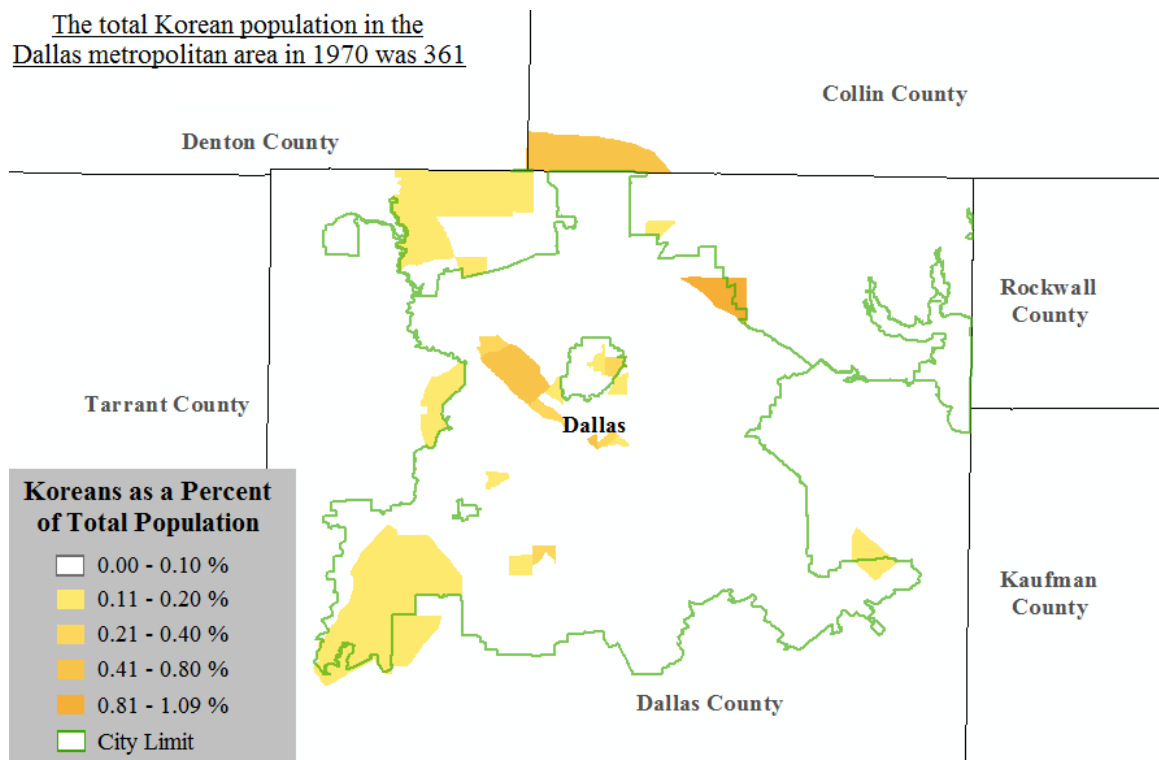 The total Korean population in the
Dallas metropolitan area in 1970 was 361
Collin County
Denton County
Rockwall
County
Tarrant County
Dallas
Koreans as a Percent
of Total Population
0.00 - 0.10 %
0.11 - 0.20 %
0.21 - 0.40 %
0.41 - 0.80 %
0.81 - 1.09 %
City Limit
Kaufman
County
Dallas County